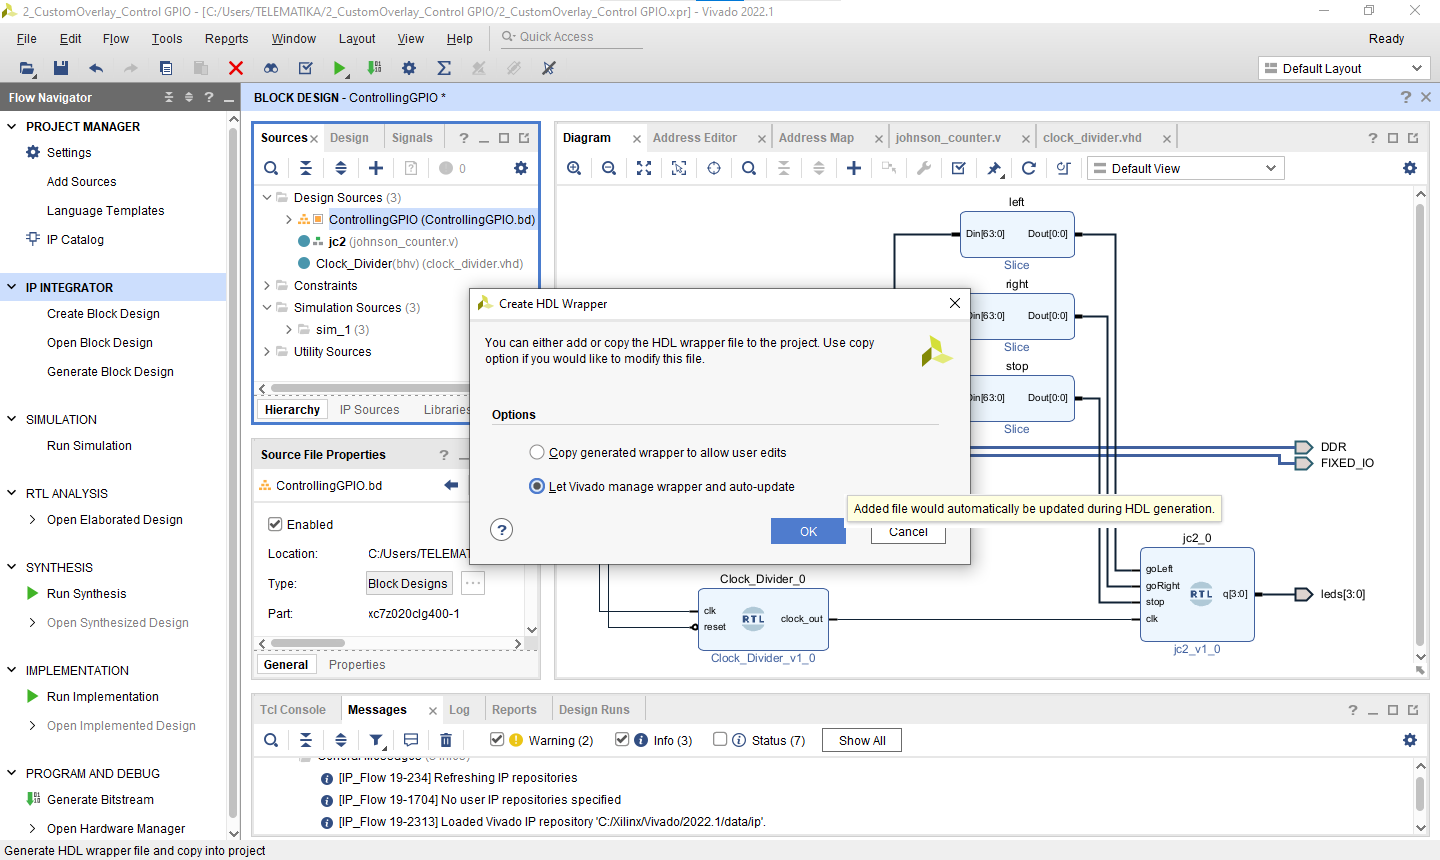 2_CustomOverlay_Control GPIO - [C:/Users/TELEMATIKA/2_CustomOverlay_Control GPIO/2_CustomOverlay_Control GPIO.xpr] - Vivado 2022.1
File Edit Flow Tools Reports Window Layout View Help Quick Access Ready
Default Layout
Flow Navigator
PROJECT MANAGER
Settings
Add Sources
Language Templates
IP Catalog
IP INTEGRATOR
Create Block Design
Open Block Design
Generate Block Design
SIMULATION
Run Simulation
RTL ANALYSIS
Open Elaborated Design
SYNTHESIS
Run Synthesis
Open Synthesized Design
IMPLEMENTATION
Run Implementation
Open Implemented Design
PROGRAM AND DEBUG
Generate Bitstream
Open Hardware Manager
BLOCK DESIGN - ControllingGPIO *
Sources Design Signals
0
Design Sources (3)
ControllingGPIO (ControllingGPIO.bd)
jc2 (johnson_counter.v)
Clock_Divider(bhv) (clock_divider.vhd)
Constraints
Simulation Sources (3)
sim_1 (3)
Utility Sources
Hierarchy IP Sources Libraries
Source File Properties
ControllingGPIO.bd
Enabled
Location: C:/Users/TELEMATI
Type: Block Designs ...
Part: xc7z020clg400-1
General Properties
Diagram Address Editor Address Map johnson_counter.v clock_divider.vhd
Default View
left
Din[63:0] Dout[0:0]
Slice
right
Din[63:0] Dout[0:0]
Slice
stop
Din[63:0] Dout[0:0]
Slice
DDR
FIXED_IO
jc2_0
goLeft
goRight
stop
clk
RTL
q[3:0]
jc2_v1_0
leds[3:0]
Clock_Divider_0
clk
reset
RTL
clock_out
Clock_Divider_v1_0
Create HDL Wrapper
You can either add or copy the HDL wrapper file to the project. Use copy
option if you would like to modify this file.
Options
Copy generated wrapper to allow user edits
Let Vivado manage wrapper and auto-update
Added file would automatically be updated during HDL generation.
OK Cancel
Tcl Console Messages Log Reports Design Runs
Warning (2) Info (3) Status (7) Show All
General Messages (3 infos)
[IP_Flow 19-234] Refreshing IP repositories
[IP_Flow 19-1704] No user IP repositories specified
[IP_Flow 19-2313] Loaded Vivado IP repository 'C:/Xilinx/Vivado/2022.1/data/ip'.
Generate HDL wrapper file and copy into project